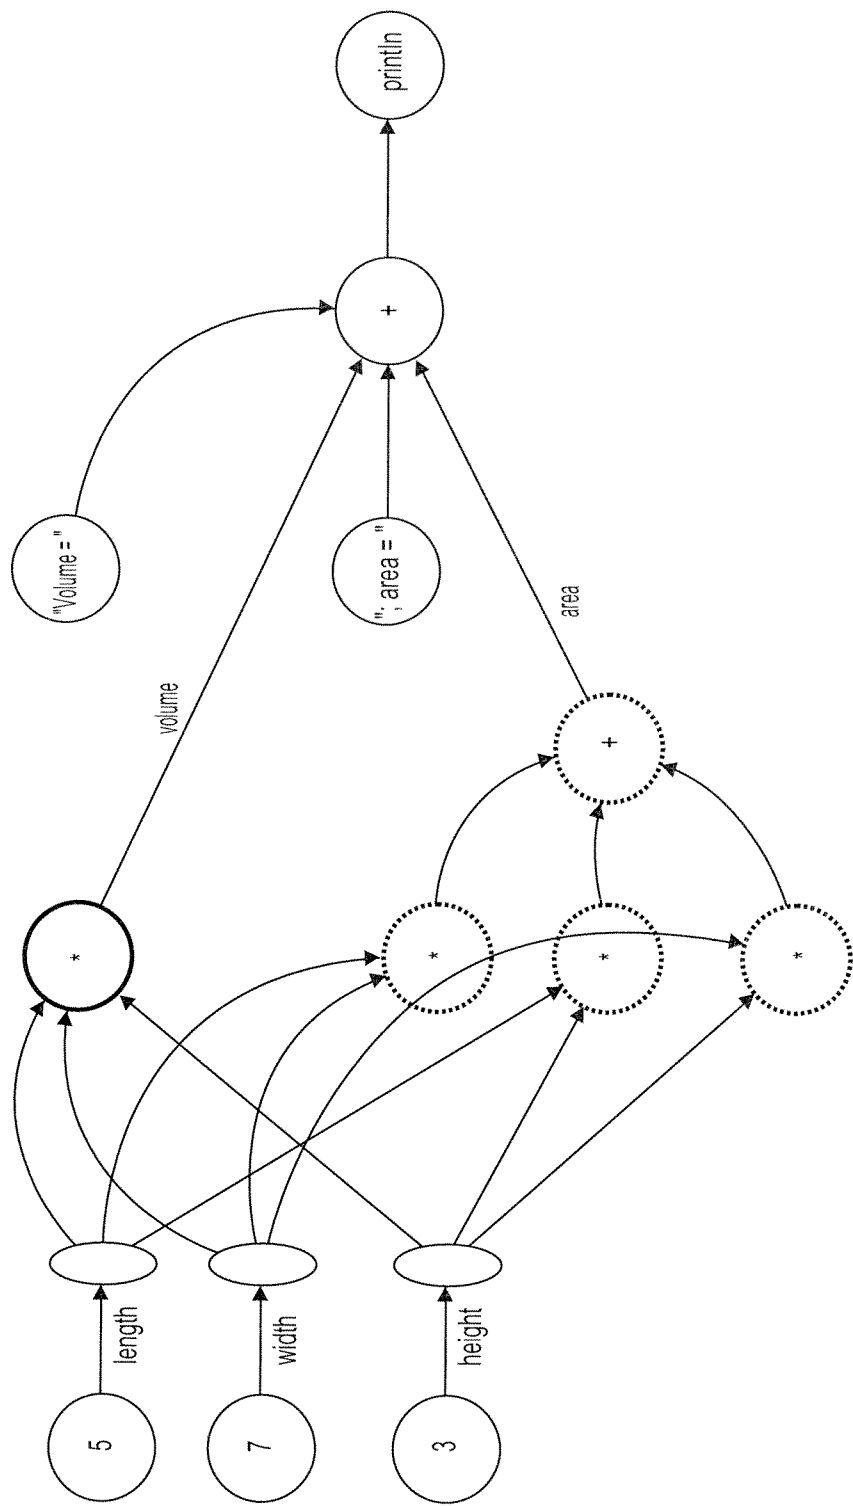 5
length
7
width
3
height
*
*
*
*
volume
+
area
"Volume = "
"; area = "
+
println